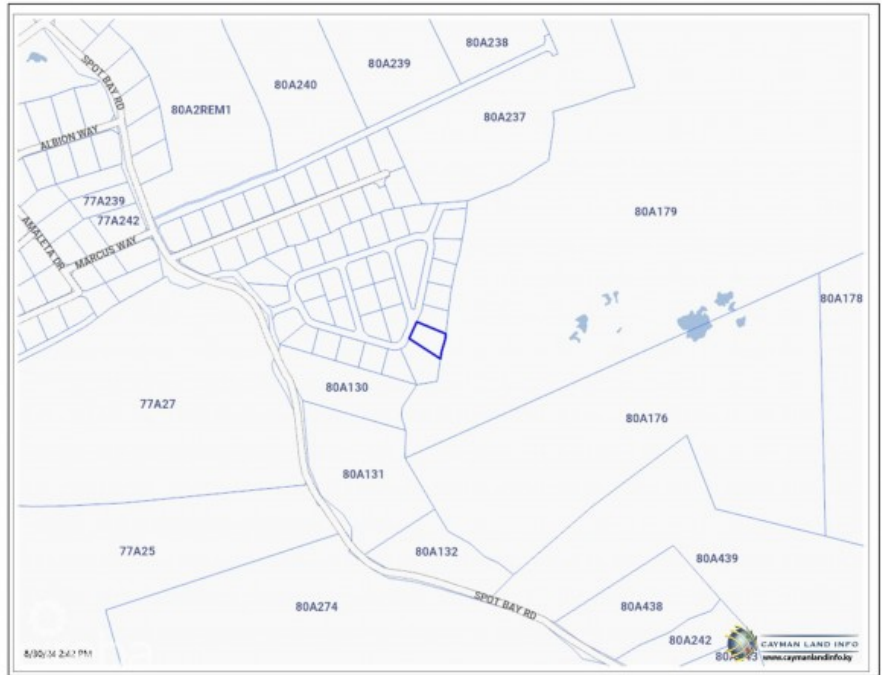 80A238
80A239
80A240
SPOT BAY RD
80A2REM1
80A237
ALBION WAY
77A239
77A242
80A179
AMALETA DR
MARCUS WAY
80A178
80A130
77A27
80A176
80A131
77A25
80A132
80A439
SPOT BAY RD
80A274
80A438
80A242
CAYMAN LAND INFO
www.caymanlandinfo.ky